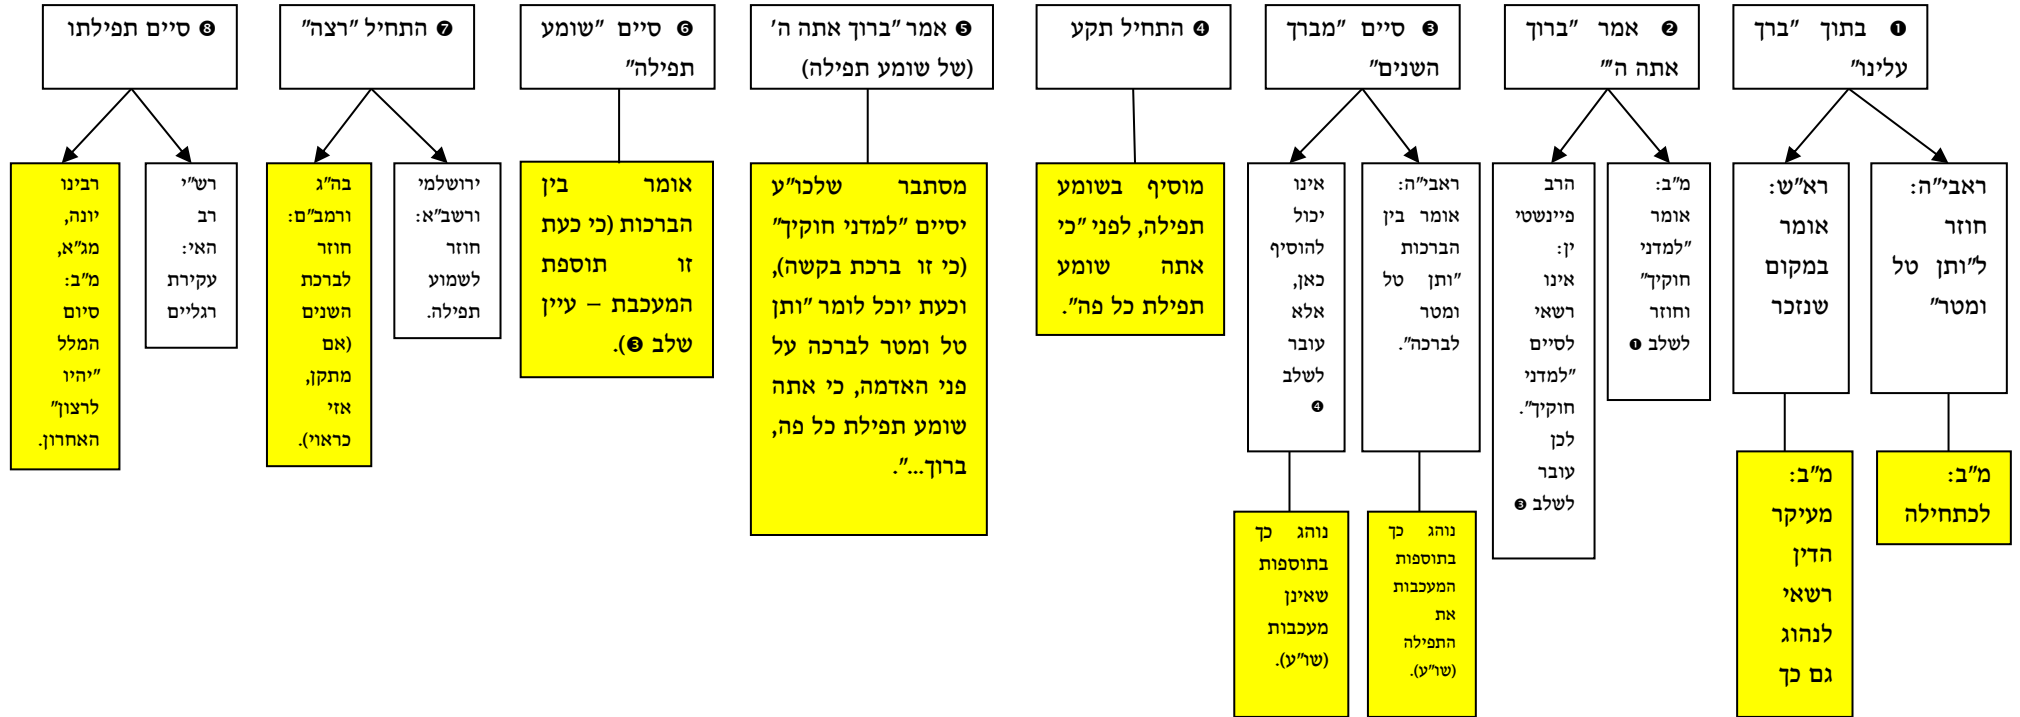 ❶ בתוך "ברך
עלינו"
ראבי"ה:
חוזר
ל"ותן טל
ומטר"
מ"ב:
לכתחילה
רא"ש:
אומר
במקום
שנזכר
מ"ב:
מעיקר
הדין
רשאי
לנהוג
גם כך
❷ אמר "ברוך
אתה ה'"
מ"ב:
אומר
"למדני
חוקיך"
וחוזר
לשלב ❶
הרב
פיינשטי
ין:
אינו
רשאי
לסיים
"למדני
חוקיך".
לכן
עובר
לשלב ❸
❸ סיים "מברך
השנים"
ראבי"ה:
אומר בין
הברכות
"ותן טל
ומטר
לברכה".
נוהג כך
בתוספות
המעכבות
את
התפילה
(שו"ע).
אינו
יכול
להוסיף
כאן,
אלא
עובר
לשלב
❹
נוהג כך
בתוספות
שאינן
מעכבות
(שו"ע).
❹ התחיל תקע
מוסיף בשומע
תפילה, לפני "כי
אתה שומע
תפילת כל פה".
❺ אמר "ברוך אתה ה'
(של שומע תפילה)
מסתבר שלכו"ע
יסיים "למדני חוקיך"
(כי זו ברכת בקשה),
וכעת יוכל לומר "ותן
טל ומטר לברכה על
פני האדמה, כי אתה
שומע תפילת כל פה,
ברוך...".
❻ סיים "שומע
תפילה"
אומר בין
הברכות (כי כעת
זו תוספת
המעכבת – עיין
שלב ❸).
❼ התחיל "רצה"
ירושלמי
ורשב"א:
חוזר
לשמוע
תפילה.
בה"ג
ורמב"ם:
חוזר
לברכת
השנים
(אם
מתקן,
אזי
כראוי).
❽ סיים תפילתו
רש"י
רב
האי:
עקירת
רגליים
רבינו
יונה,
מג"א,
מ"ב:
סיום
המלל
"יהיו
לרצון"
האחרון.